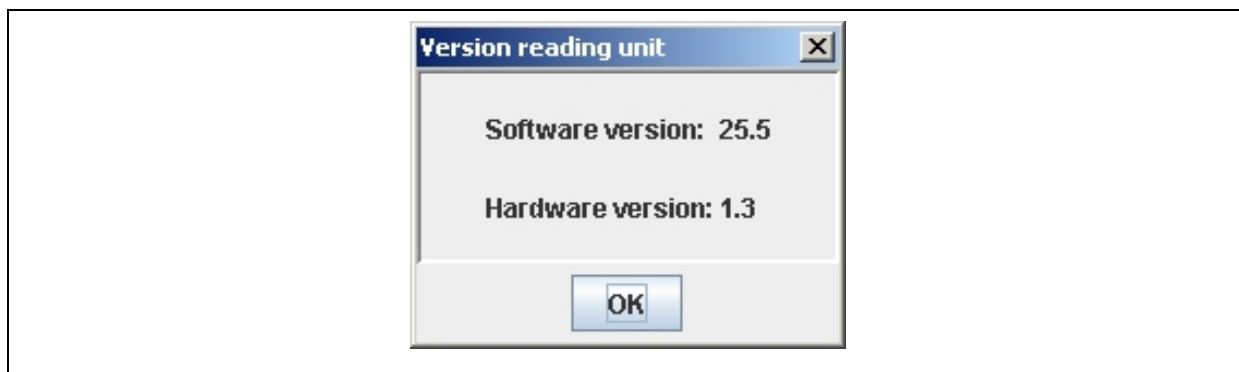 Version reading unit
Software version: 25.5
Hardware version: 1.3
OK